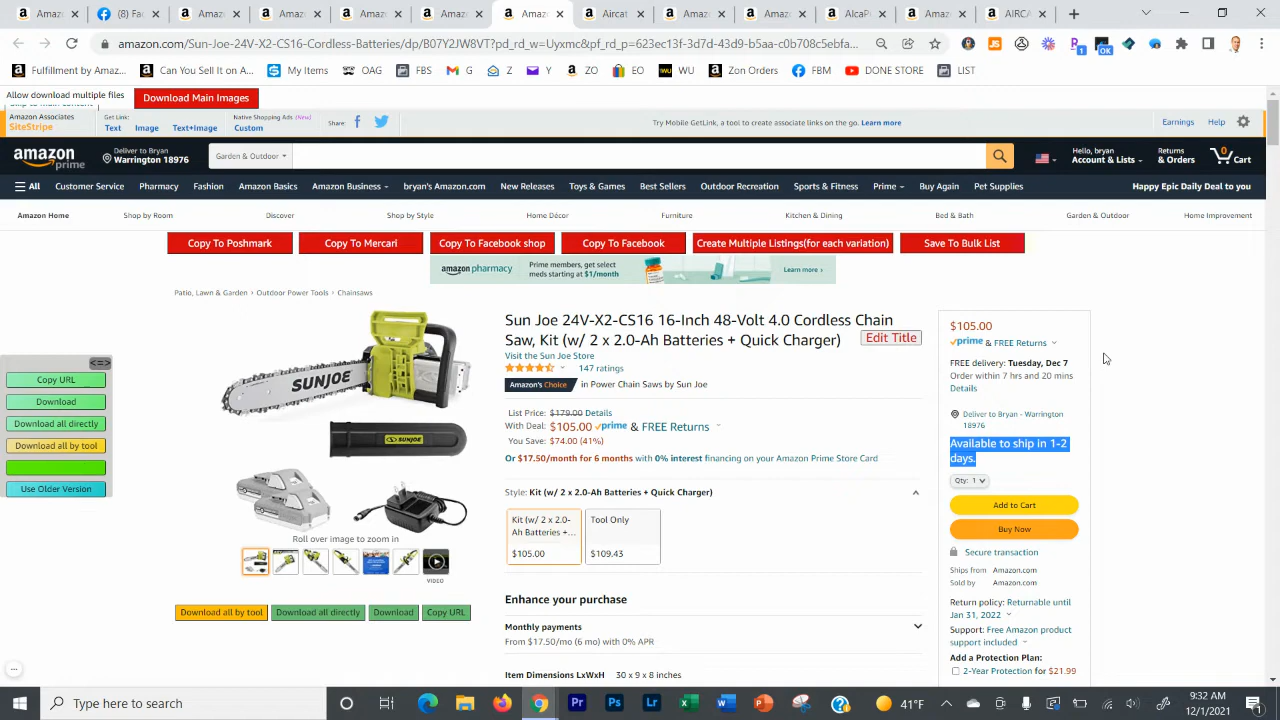 Amaz
(2) Fac
Amaz
Amaz
Amaz
Aircat
Amaz
Amaz
AlcaP
Amaz
AIRCA
amazon.com/Sun-Joe-24V-X2-CS16-Cordless-Batteries/dp/B07Y2JW8VT?pd_rd_w=Uyqmc&pf_rd_p=623ec13f-3d7d-43d9-b5aa-c0b708c5ebfa...
1
OK
Fulfillment by Amaz...
Can You Sell It on A...
My Items
OAG
FBS
G
Z
Y
ZO
EO
WU
Zon Orders
FBM
DONE STORE
LIST
Allow download multiple files
Download Main Images
Skip to main content
Amazon Associates
SiteStripe
Get Link:
Text Image Text+Image
Native Shopping Ads (New)
Custom
Share:
Try Mobile GetLink, a tool to create associate links on the go. Learn more
Earnings Help
amazon
prime
Deliver to Bryan
Warrington 18976
Garden & Outdoor
Hello, bryan
Account & Lists
Returns
& Orders
0
Cart
All Customer Service Pharmacy Fashion Amazon Basics Amazon Business bryan's Amazon.com New Releases Toys & Games Best Sellers Outdoor Recreation Sports & Fitness Prime Buy Again Pet Supplies
Happy Epic Daily Deal to you
Amazon Home Shop by Room Discover Shop by Style Home Décor Furniture Kitchen & Dining Bed & Bath Garden & Outdoor Home Improvement
Copy To Poshmark
Copy To Mercari
Copy To Facebook shop
Copy To Facebook
Create Multiple Listings(for each variation)
Save To Bulk List
amazon pharmacy
Prime members, get select
meds starting at $1/month
Learn more ›
Patio, Lawn & Garden › Outdoor Power Tools › Chainsaws
<=>
Copy URL
Download
Download all directly
Download all by tool
Use Older Version
SUNJOE
SUNJOE
Roll over image to zoom in
VIDEO
Download all by tool
Download all directly
Download
Copy URL
Sun Joe 24V-X2-CS16 16-Inch 48-Volt 4.0 Cordless Chain
Saw, Kit (w/ 2 x 2.0-Ah Batteries + Quick Charger)
Edit Title
Visit the Sun Joe Store
147 ratings
Amazon's Choice in Power Chain Saws by Sun Joe
List Price: $179.00 Details
With Deal: $105.00 prime & FREE Returns
You Save: $74.00 (41%)
Or $17.50/month for 6 months with 0% interest financing on your Amazon Prime Store Card
Style: Kit (w/ 2 x 2.0-Ah Batteries + Quick Charger)
Kit (w/ 2 x 2.0-
Ah Batteries +...
$105.00
Tool Only
$109.43
Enhance your purchase
Monthly payments
From $17.50/mo (6 mo) with 0% APR
Item Dimensions LxWxH 30 x 9 x 8 inches
$105.00
prime & FREE Returns
FREE delivery: Tuesday, Dec 7
Order within 7 hrs and 20 mins
Details
Deliver to Bryan - Warrington
18976
Available to ship in 1-2
days.
Qty: 1
Add to Cart
Buy Now
Secure transaction
Ships from Amazon.com
Sold by Amazon.com
Return policy: Returnable until
Jan 31, 2022
Support: Free Amazon product
support included
Add a Protection Plan:
2-Year Protection for $21.99
Type here to search
41°F
9:32 AM
12/1/2021